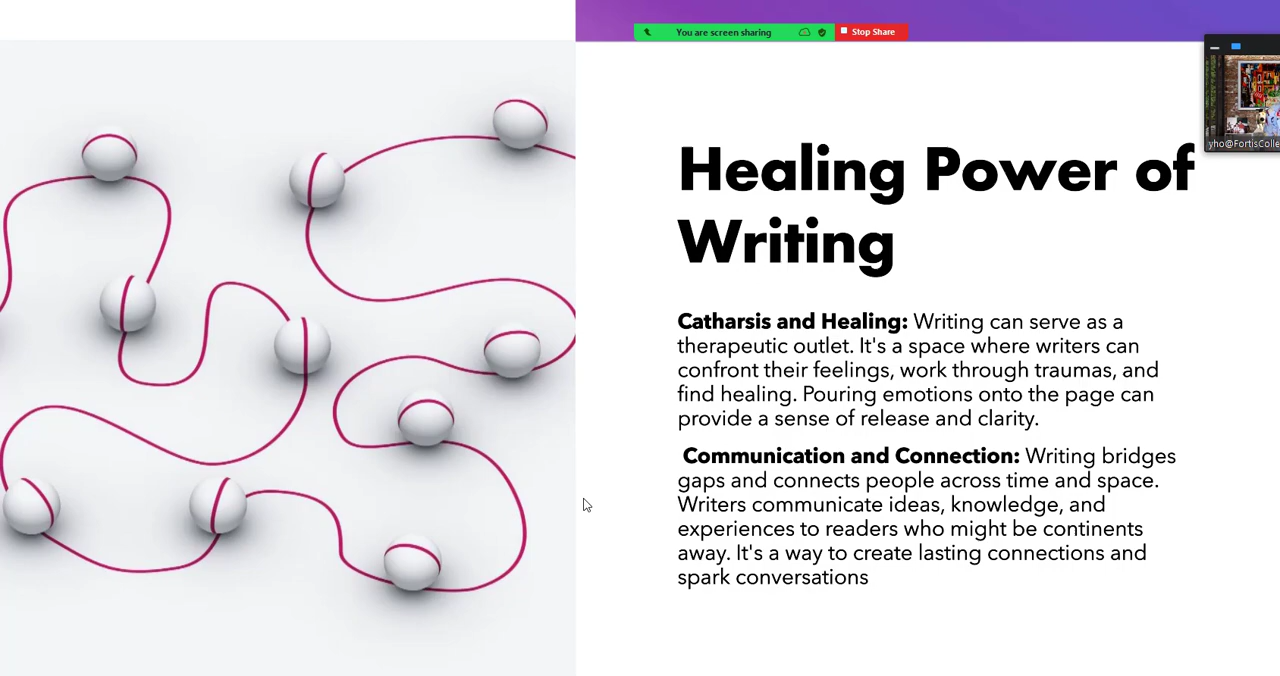 You are screen sharing
Stop Share
yho@FortisColle
Healing Power of
Writing
Catharsis and Healing: Writing can serve as a
therapeutic outlet. It's a space where writers can
confront their feelings, work through traumas, and
find healing. Pouring emotions onto the page can
provide a sense of release and clarity.
Communication and Connection: Writing bridges
gaps and connects people across time and space.
Writers communicate ideas, knowledge, and
experiences to readers who might be continents
away. It's a way to create lasting connections and
spark conversations